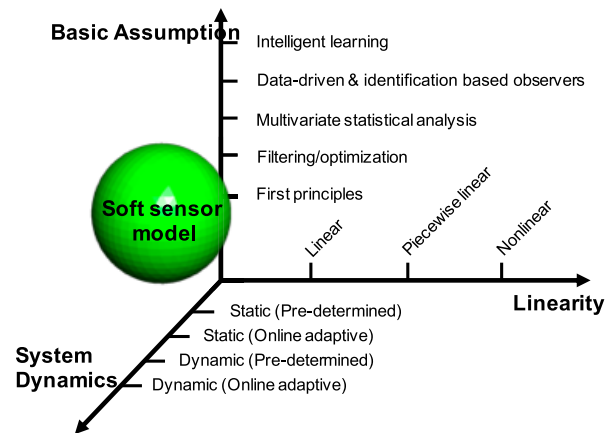 Basic Assumption
Intelligent learning
Data-driven & identification based observers
Multivariate statistical analysis
Filtering/optimization
First principles
Soft sensor
model
Linear
Piecewise linear
Nonlinear
Linearity
Static (Pre-determined)
Static (Online adaptive)
Dynamic (Pre-determined)
Dynamic (Online adaptive)
System
Dynamics